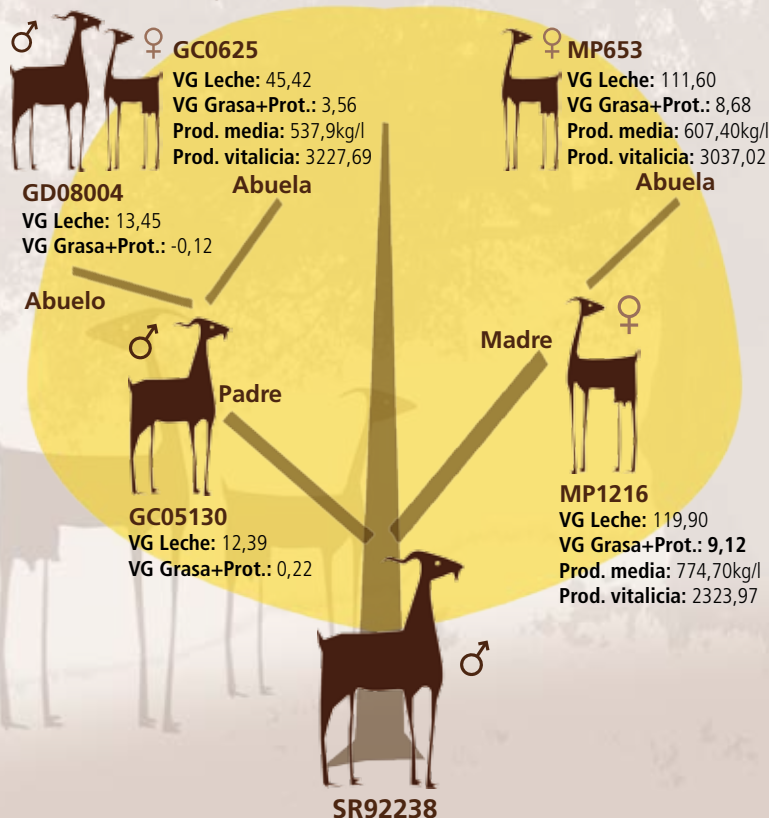 GC0625
VG Leche: 45,42
VG Grasa+Prot.: 3,56
Prod. media: 537,9kg/l
Prod. vitalicia: 3227,69
Abuela
MP653
VG Leche: 111,60
VG Grasa+Prot.: 8,68
Prod. media: 607,40kg/l
Prod. vitalicia: 3037,02
Abuela
GD08004
VG Leche: 13,45
VG Grasa+Prot.: -0,12
Abuelo
Padre
Madre
GC05130
VG Leche: 12,39
VG Grasa+Prot.: 0,22
MP1216
VG Leche: 119,90
VG Grasa+Prot.: 9,12
Prod. media: 774,70kg/l
Prod. vitalicia: 2323,97
SR92238